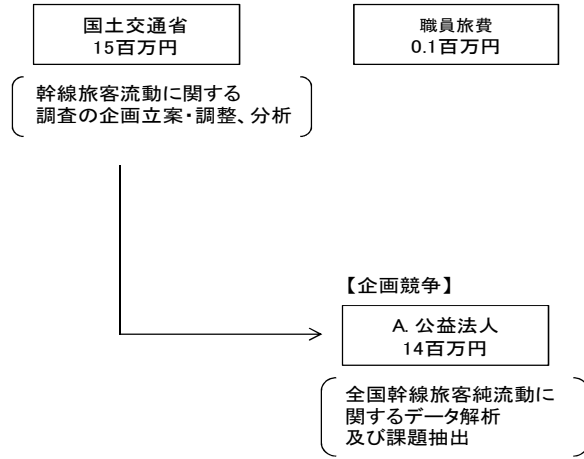 国土交通省
15百万円
職員旅費
0.1百万円
幹線旅客流動に関する
調査の企画立案・調整、分析
【企画競争】
A. 公益法人
14百万円
全国幹線旅客純流動に
関するデータ解析
及び課題抽出